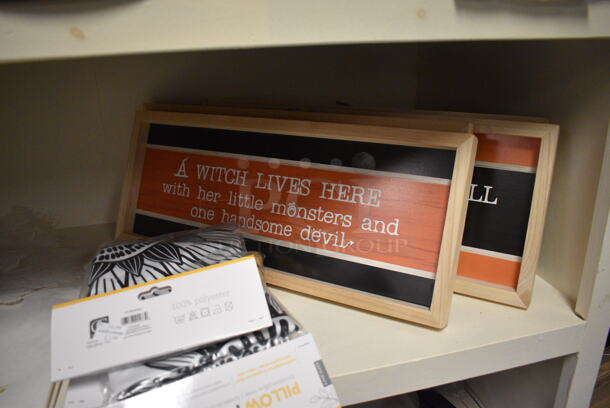 A WITCH LIVES HERE
with her little monsters and
one handsome devil.
LL
100% polyester
PILLOW